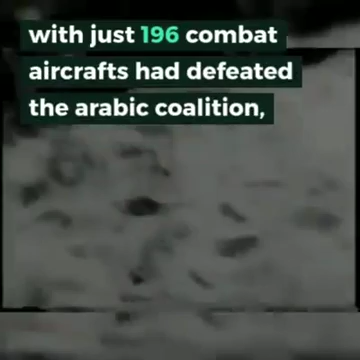 with just 196 combat
aircrafts had defeated
the arabic coalition,